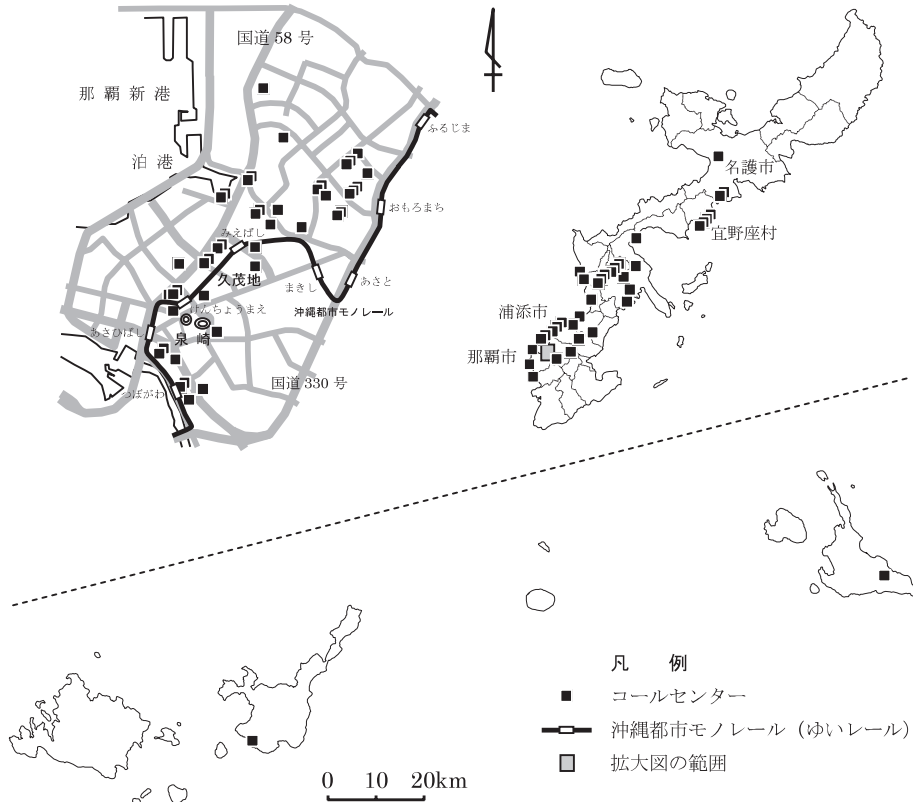 国道58号
那覇新港
ふるじま
泊港
おもろまち
みえばし
久茂地
まきし
あさと
けんちょうまえ
沖縄都市モノレール
あさひばし
泉崎
国道330号
つぼがわ
名護市
宜野座村
浦添市
那覇市
凡 例
コールセンター
沖縄都市モノレール（ゆいレール）
拡大図の範囲
0 10 20km